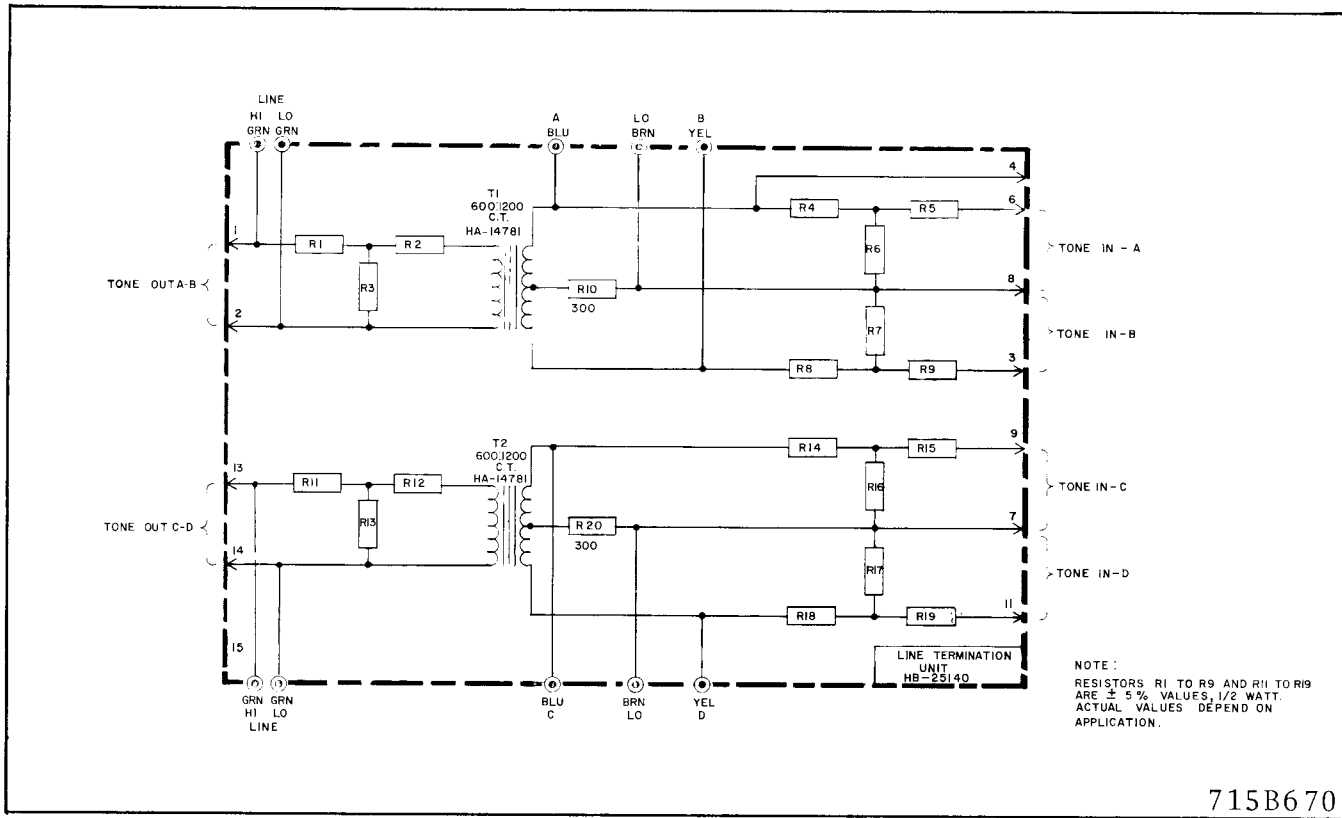 LINE
HI LO
GRN GRN
A
BLU
LO
BRN
B
YEL
4
T1
600:1200
C.T.
HA-14781
R4
R5
6
1
R1
R2
R6
TONE IN - A
TONE OUT A-B
R3
R10
300
8
2
R7
TONE IN-B
R8
R9
3
T2
600:1200
C.T.
HA-14781
R14
R15
9
13
R11
R12
R16
TONE IN-C
TONE OUT C-D
R13
R20
300
7
14
R17
TONE IN-D
R18
R19
11
15
LINE TERMINATION
UNIT
HB-25140
GRN GRN
HI LO
LINE
BLU
C
BRN
LO
YEL
D
NOTE:
RESISTORS R1 TO R9 AND R11 TO R19
ARE ± 5% VALUES, 1/2 WATT.
ACTUAL VALUES DEPEND ON
APPLICATION.
715B670